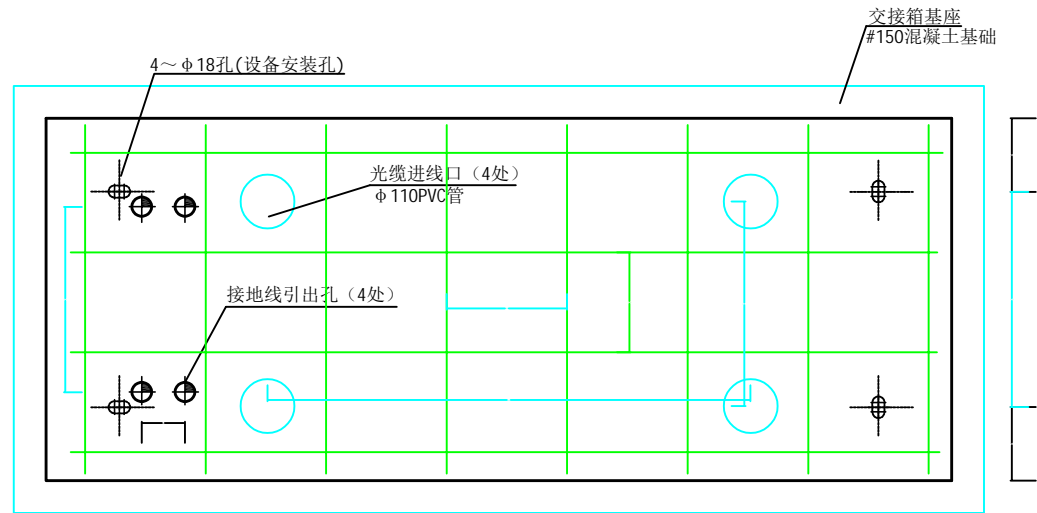 交接箱基座
#150混凝土基础
4～φ18孔(设备安装孔)
光缆进线口（4处）
φ110PVC管
接地线引出孔（4处）